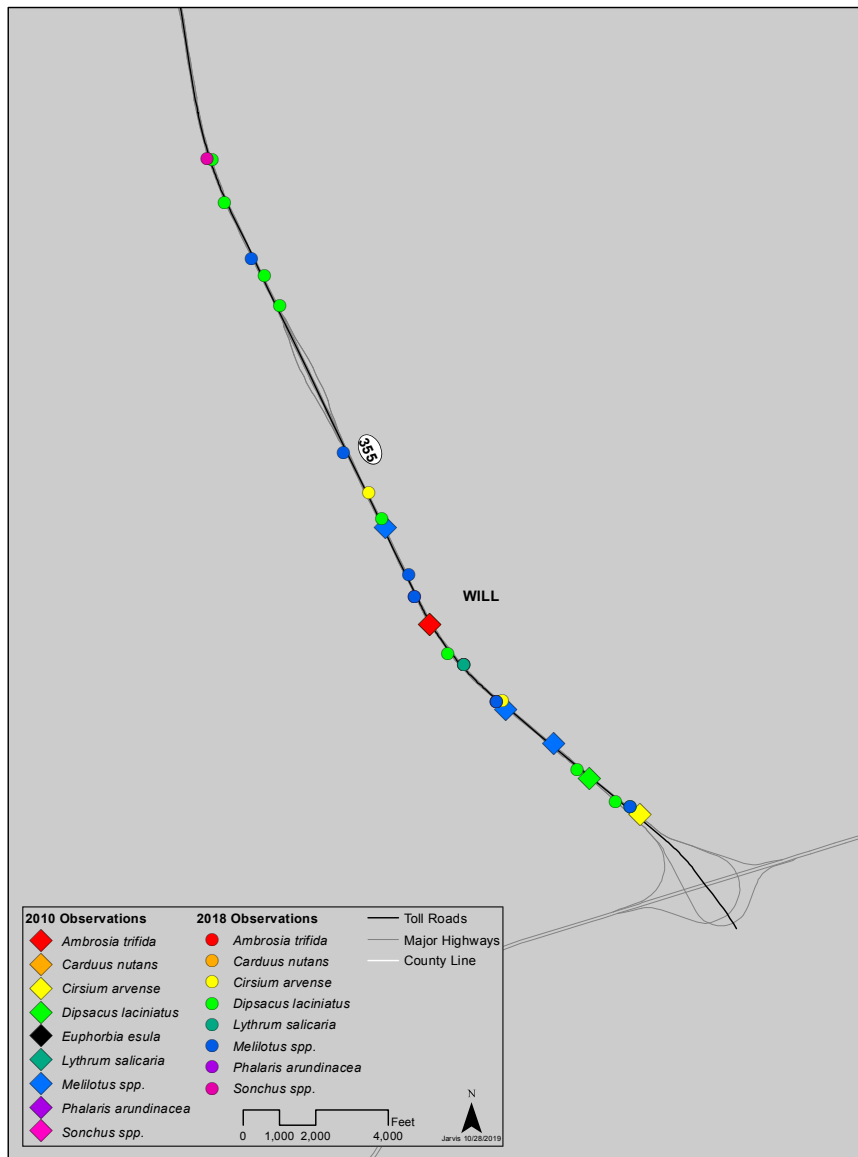 355
WILL
2010 Observations
Ambrosia trifida
Carduus nutans
Cirsium arvense
Dipsacus laciniatus
Euphorbia esula
Lythrum salicaria
Melilotus spp.
Phalaris arundinacea
Sonchus spp.
2018 Observations
Ambrosia trifida
Carduus nutans
Cirsium arvense
Dipsacus laciniatus
Lythrum salicaria
Melilotus spp.
Phalaris arundinacea
Sonchus spp.
Toll Roads
Major Highways
County Line
Feet
0 1,000 2,000 4,000
N
Jarvis 10/28/2019